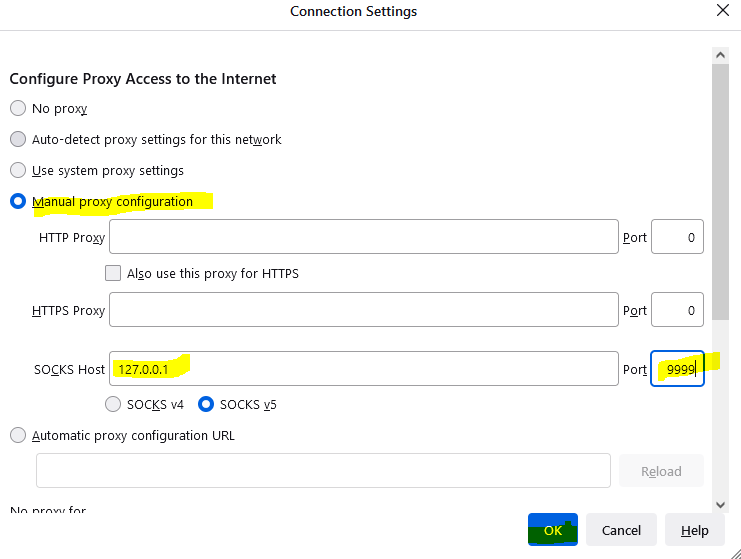 Connection Settings
Configure Proxy Access to the Internet
No proxy
Auto-detect proxy settings for this network
Use system proxy settings
Manual proxy configuration
HTTP Proxy Port 0
Also use this proxy for HTTPS
HTTPS Proxy Port 0
SOCKS Host 127.0.0.1 Port 9999
SOCKS v4 SOCKS v5
Automatic proxy configuration URL
Reload
No proxy for
OK Cancel Help